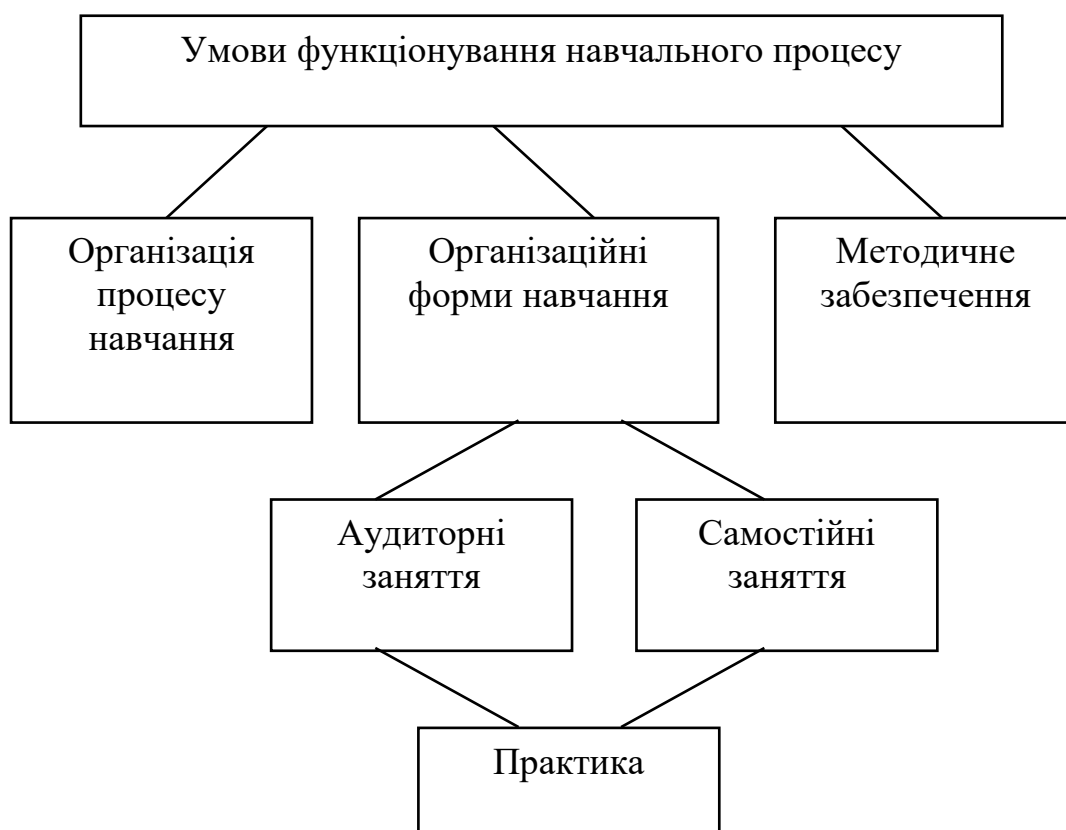 Умови функціонування навчального процесу
Організація
процесу
навчання
Організаційні
форми навчання
Методичне
забезпечення
Аудиторні
заняття
Самостійні
заняття
Практика